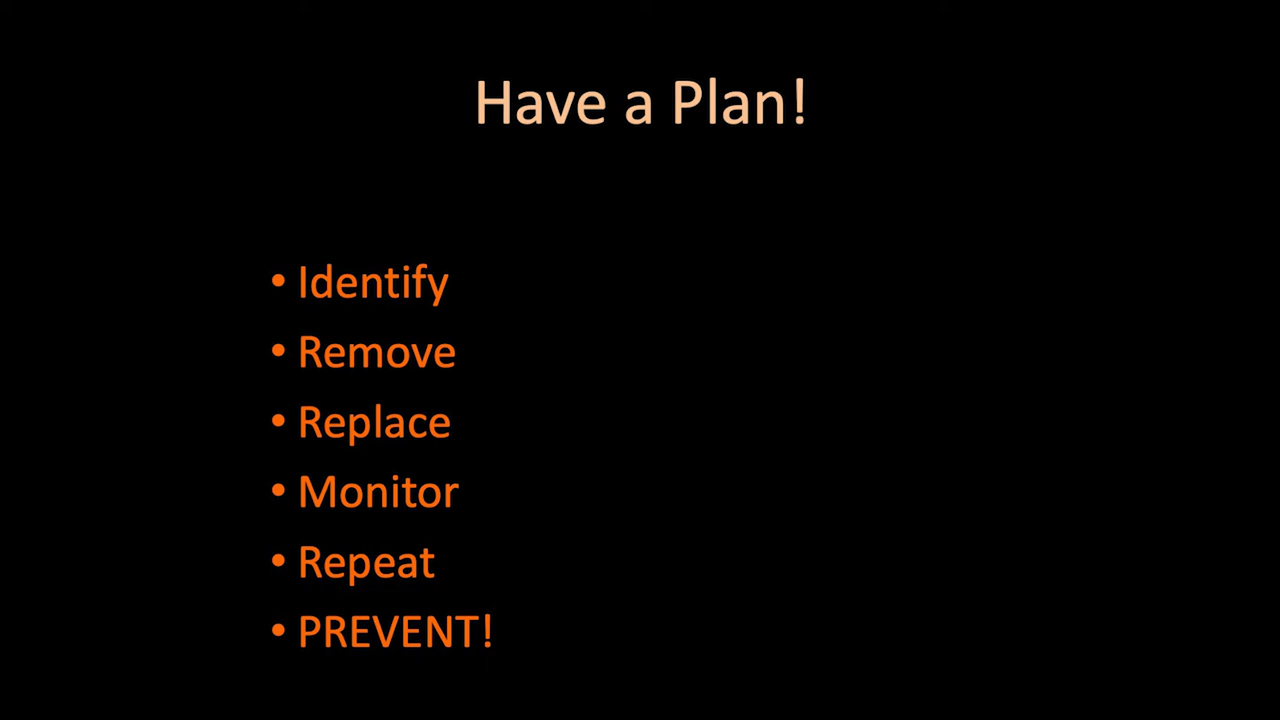 Have a Plan!
• Identify
• Remove
• Replace
• Monitor
• Repeat
• PREVENT!